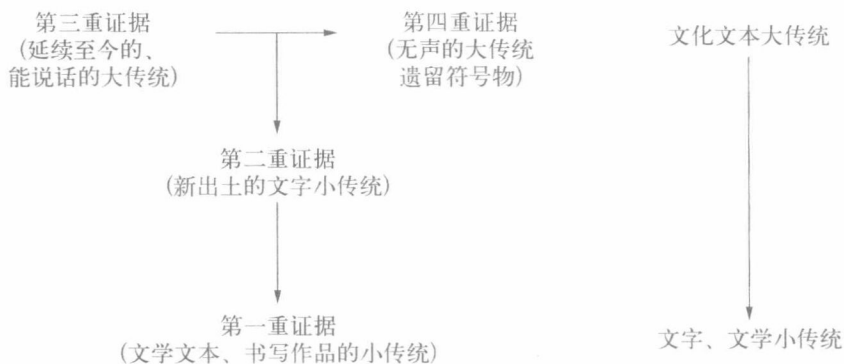 第三重证据
(延续至今的、
能说话的大传统)
第四重证据
(无声的大传统
遗留符号物)
文化文本大传统
第二重证据
(新出土的文字小传统)
第一重证据
(文学文本、书写作品的小传统)
文字、文学小传统